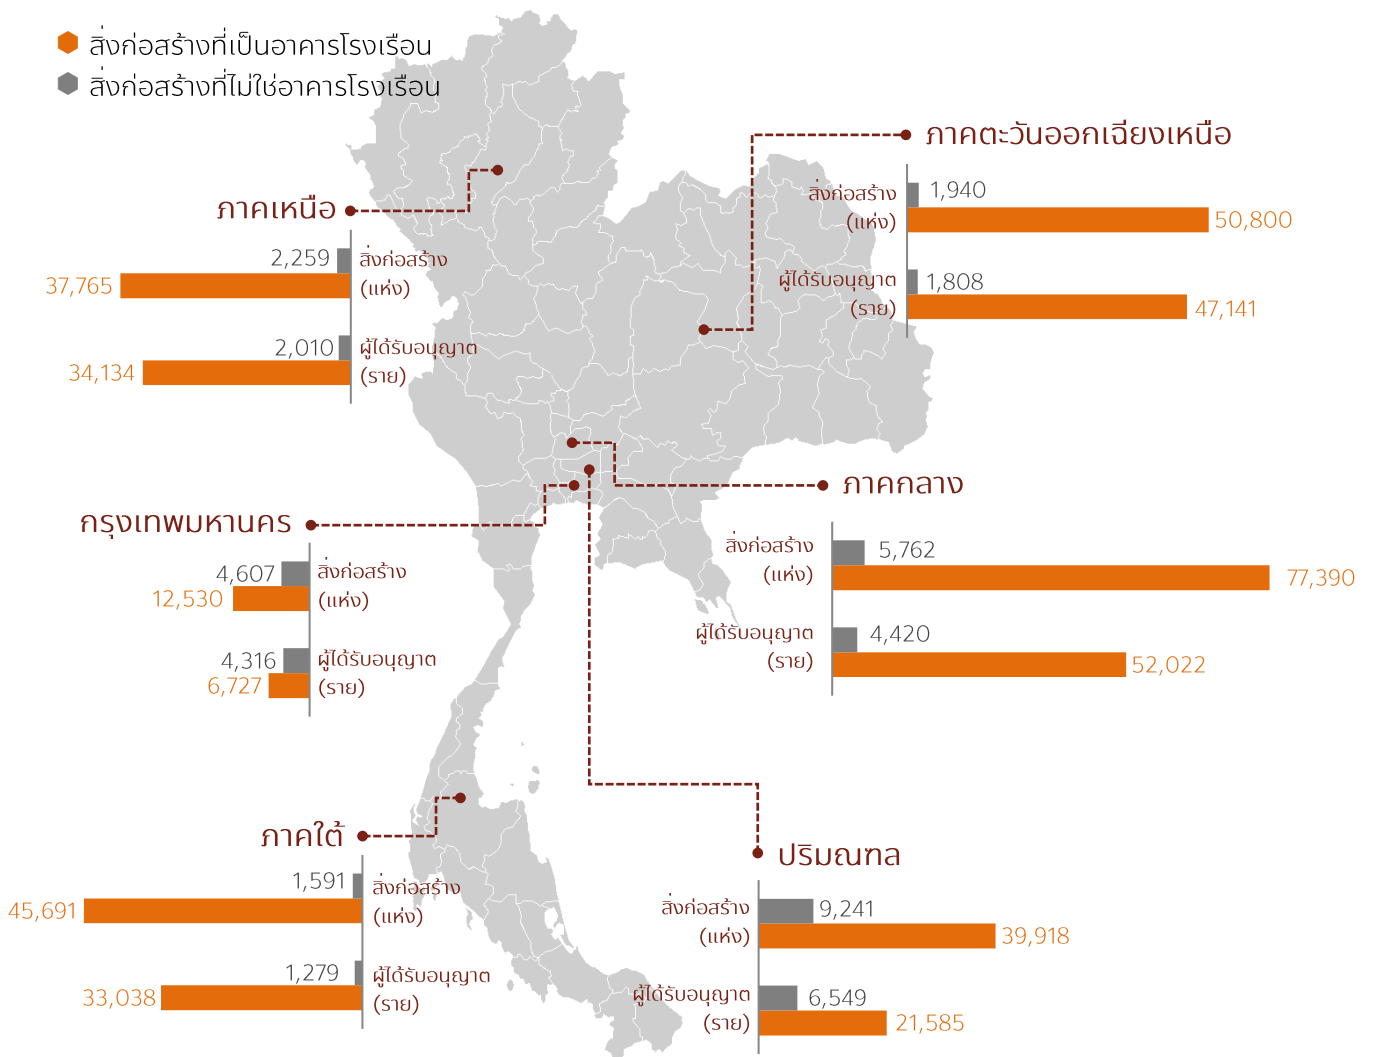 สิ่งก่อสร้างที่เป็นอาคารโรงเรือน
สิ่งก่อสร้างที่ไม่ใช่อาคารโรงเรือน
ภาคตะวันออกเฉียงเหนือ
สิ่งก่อสร้าง
(แห่ง)
1,940
50,800
ผู้ได้รับอนุญาต
(ราย)
1,808
47,141
ภาคเหนือ
2,259
37,765
สิ่งก่อสร้าง
(แห่ง)
2,010
34,134
ผู้ได้รับอนุญาต
(ราย)
ภาคกลาง
สิ่งก่อสร้าง
(แห่ง)
5,762
77,390
ผู้ได้รับอนุญาต
(ราย)
4,420
52,022
กรุงเทพมหานคร
4,607
12,530
สิ่งก่อสร้าง
(แห่ง)
4,316
6,727
ผู้ได้รับอนุญาต
(ราย)
ภาคใต้
1,591
45,691
สิ่งก่อสร้าง
(แห่ง)
1,279
33,038
ผู้ได้รับอนุญาต
(ราย)
ปริมณฑล
สิ่งก่อสร้าง
(แห่ง)
9,241
39,918
ผู้ได้รับอนุญาต
(ราย)
6,549
21,585